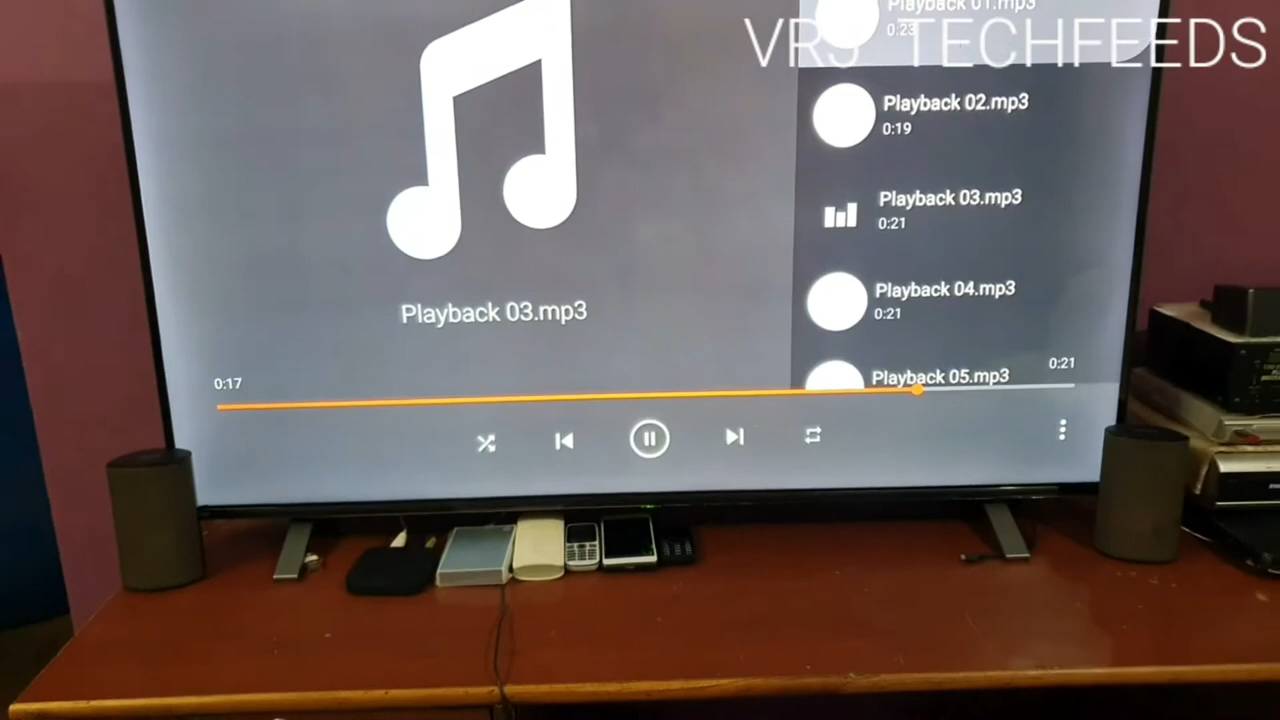 Playback 01.mp3
0:23
VRJ TECHFEEDS
Playback 02.mp3
0:19
Playback 03.mp3
0:21
Playback 04.mp3
0:21
Playback 05.mp3
Playback 03.mp3
0:17
0:21